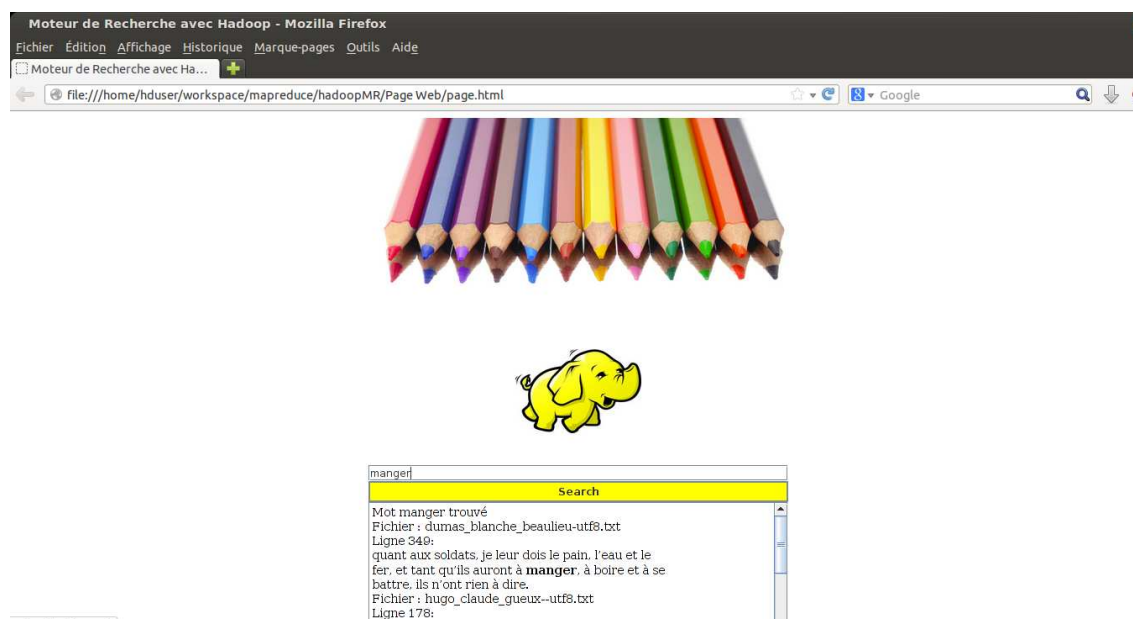 Moteur de Recherche avec Hadoop - Mozilla Firefox
Fichier Édition Affichage Historique Marque-pages Outils Aide
Moteur de Recherche avec Ha...
file:///home/hduser/workspace/mapreduce/hadoopMR/Page Web/page.html
8 Google
manger
Search
Mot manger trouvé
Fichier : dumas_blanche_beaulieu-utf8.txt
Ligne 349:
quant aux soldats, je leur dois le pain, l'eau et le
fer, et tant qu'ils auront à manger, à boire et à se
battre, ils n'ont rien à dire.
Fichier : hugo_claude_gueux--utf8.txt
Ligne 178: